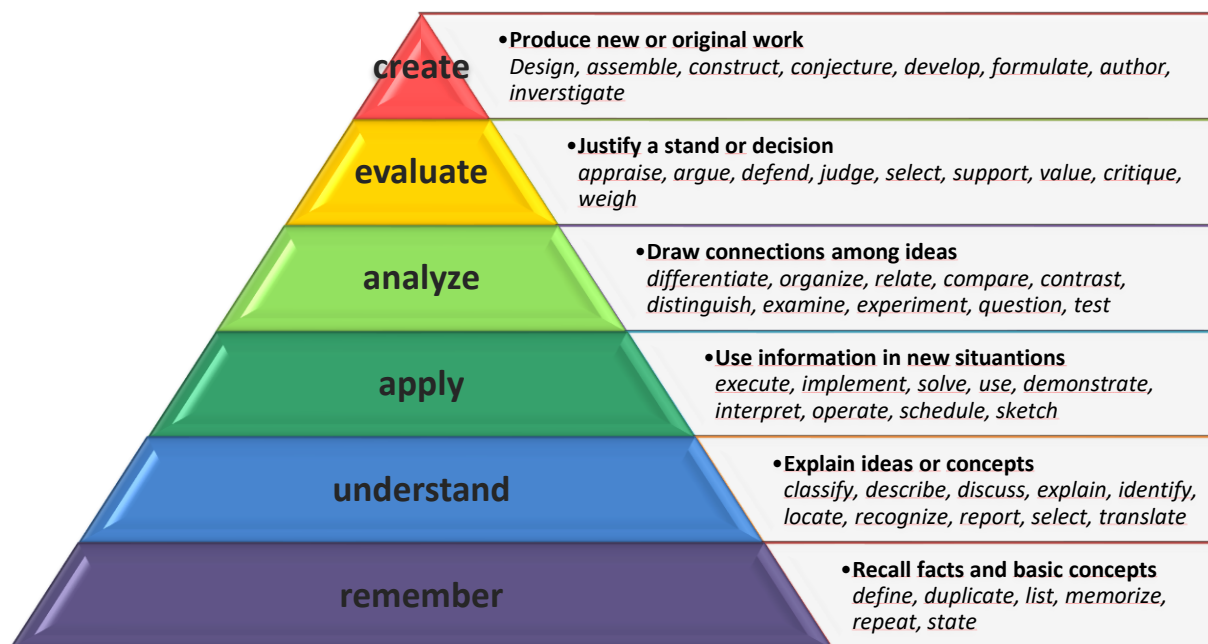 create
•Produce new or original work
Design, assemble, construct, conjecture, develop, formulate, author,
inverstigate
evaluate
•Justify a stand or decision
appraise, argue, defend, judge, select, support, value, critique,
weigh
analyze
•Draw connections among ideas
differentiate, organize, relate, compare, contrast,
distinguish, examine, experiment, question, test
apply
•Use information in new situantions
execute, implement, solve, use, demonstrate,
interpret, operate, schedule, sketch
understand
•Explain ideas or concepts
classify, describe, discuss, explain, identify,
locate, recognize, report, select, translate
remember
•Recall facts and basic concepts
define, duplicate, list, memorize,
repeat, state